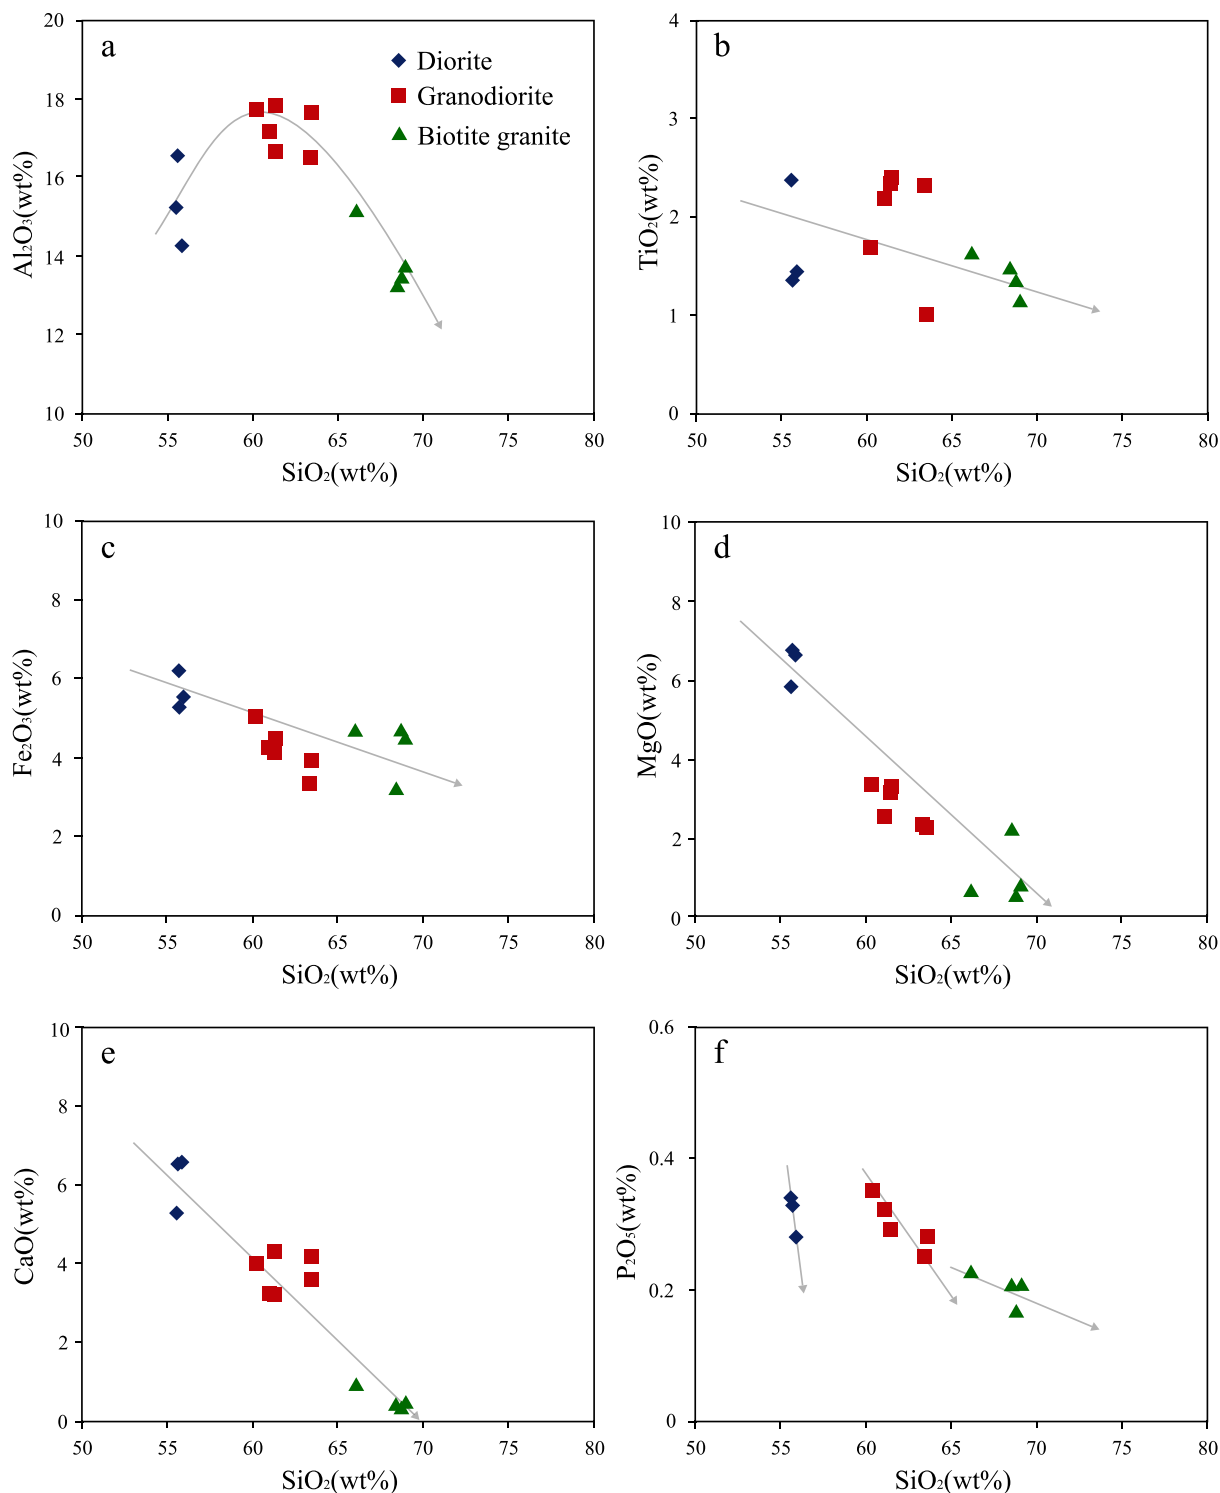 a
Diorite
Granodiorite
Biotite granite
Al₂O₃(wt%)
20
18
16
14
12
10
50 55 60 65 70 75 80
SiO₂(wt%)
b
TiO₂(wt%)
4
3
2
1
0
50 55 60 65 70 75 80
SiO₂(wt%)
c
Fe₂O₃(wt%)
10
8
6
4
2
0
50 55 60 65 70 75 80
SiO₂(wt%)
d
MgO(wt%)
10
8
6
4
2
0
50 55 60 65 70 75 80
SiO₂(wt%)
e
CaO(wt%)
10
8
6
4
2
0
50 55 60 65 70 75 80
SiO₂(wt%)
f
P₂O₅(wt%)
0.6
0.4
0.2
0
50 55 60 65 70 75 80
SiO₂(wt%)